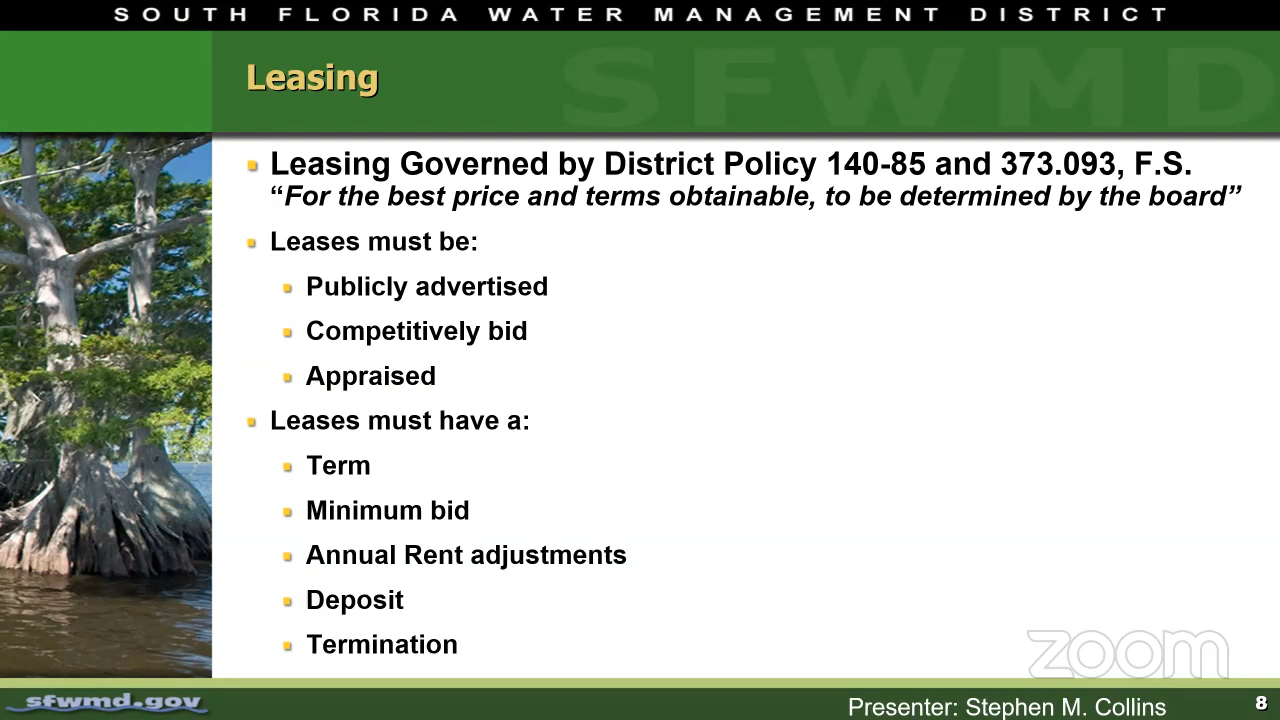 SOUTH FLORIDA WATER MANAGEMENT DISTRICT
SFWMD
Leasing
Leasing Governed by District Policy 140-85 and 373.093, F.S.
“For the best price and terms obtainable, to be determined by the board”
Leases must be:
Publicly advertised
Competitively bid
Appraised
Leases must have a:
Term
Minimum bid
Annual Rent adjustments
Deposit
Termination
zoom
sfwmd.gov
Presenter: Stephen M. Collins
8